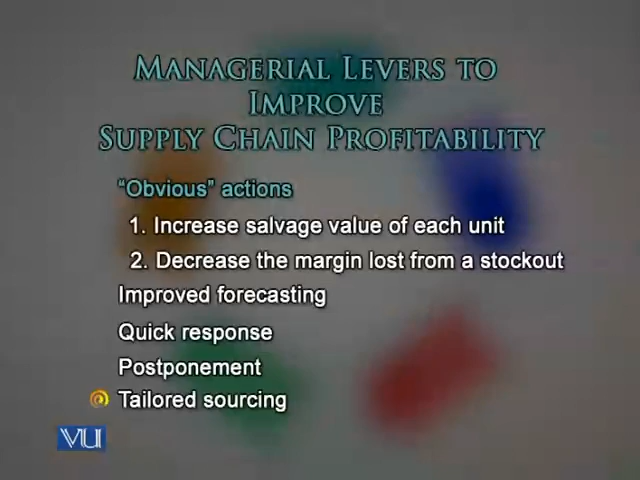 MANAGERIAL LEVERS TO
IMPROVE
SUPPLY CHAIN PROFITABILITY
“Obvious” actions
1. Increase salvage value of each unit
2. Decrease the margin lost from a stockout
Improved forecasting
Quick response
Postponement
Tailored sourcing
VU